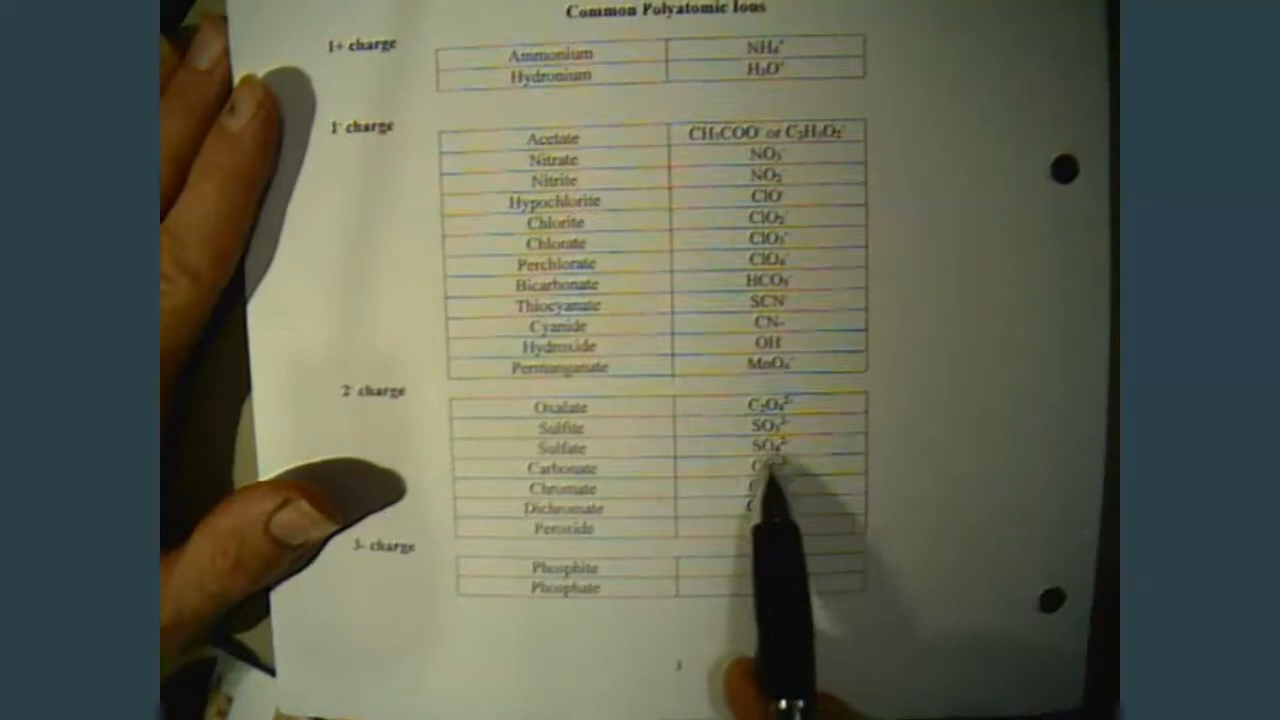 Common Polyatomic Ions
1+ charge
Ammonium NH₄⁺
Hydronium H₃O⁺
1⁻ charge
Acetate CH₃COO⁻ or C₂H₃O₂⁻
Nitrate NO₃⁻
Nitrite NO₂⁻
Hypochlorite ClO⁻
Chlorite ClO₂⁻
Chlorate ClO₃⁻
Perchlorate ClO₄⁻
Bicarbonate HCO₃⁻
Thiocyanate SCN⁻
Cyanide CN-
Hydroxide OH⁻
Permanganate MnO₄⁻
2⁻ charge
Oxalate C₂O₄²⁻
Sulfite SO₃²⁻
Sulfate SO₄²⁻
Carbonate
Chromate
Dichromate
Peroxide
3- charge
Phosphite
Phosphate